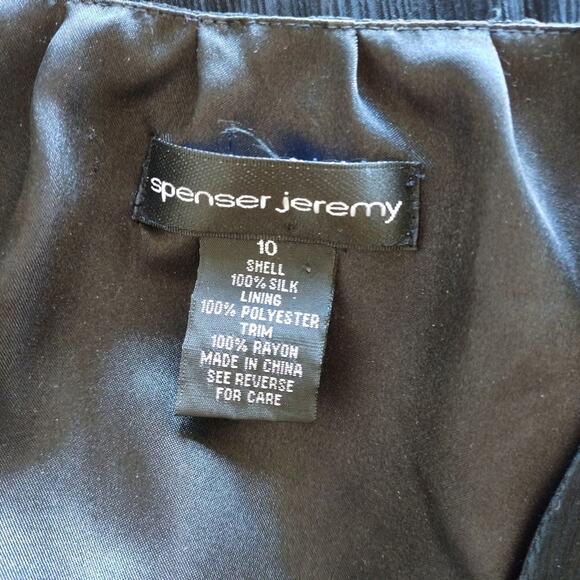 spenser jeremy
10
SHELL
100% SILK
LINING
100% POLYESTER
TRIM
100% RAYON
MADE IN CHINA
SEE REVERSE
FOR CARE